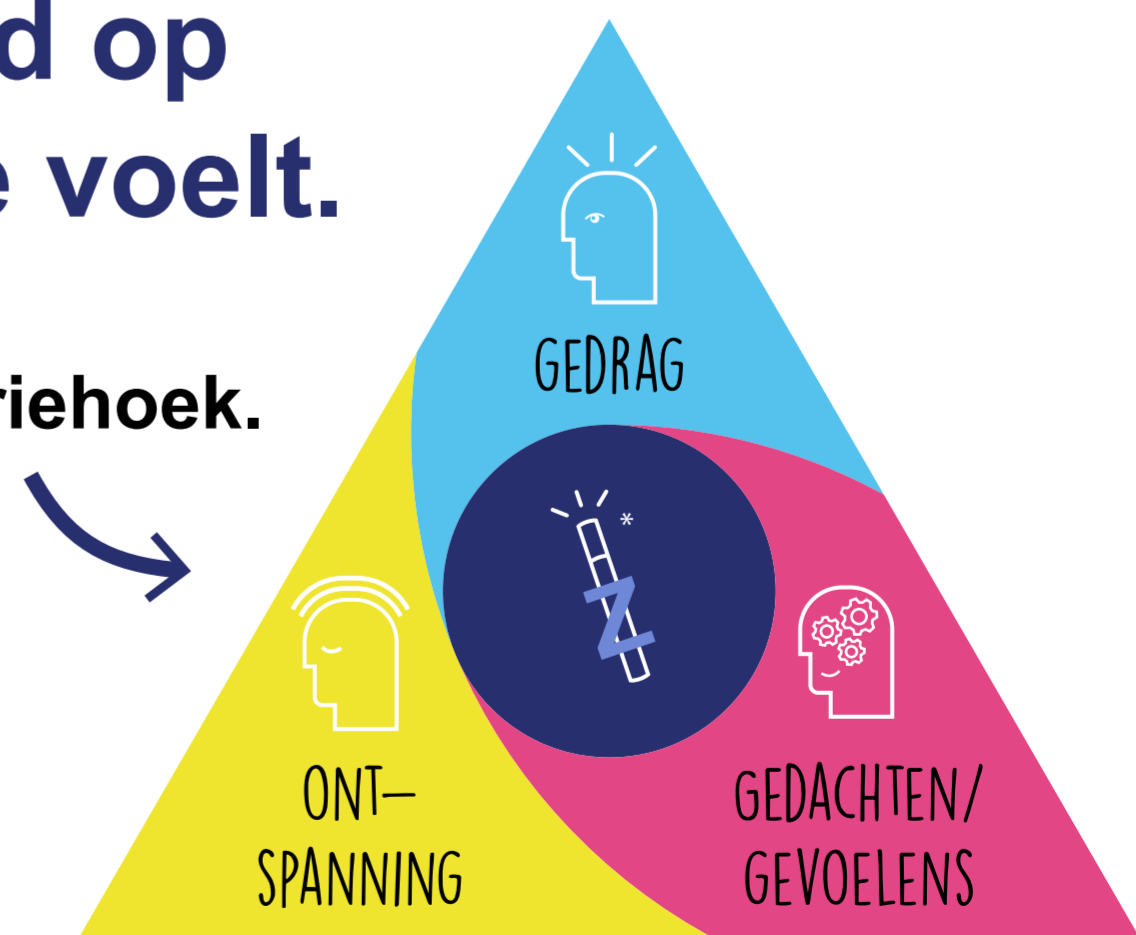 d op
e voelt.
riehoek.
GEDRAG
*
Z
ONT–
SPANNING
GEDACHTEN/
GEVOELENS